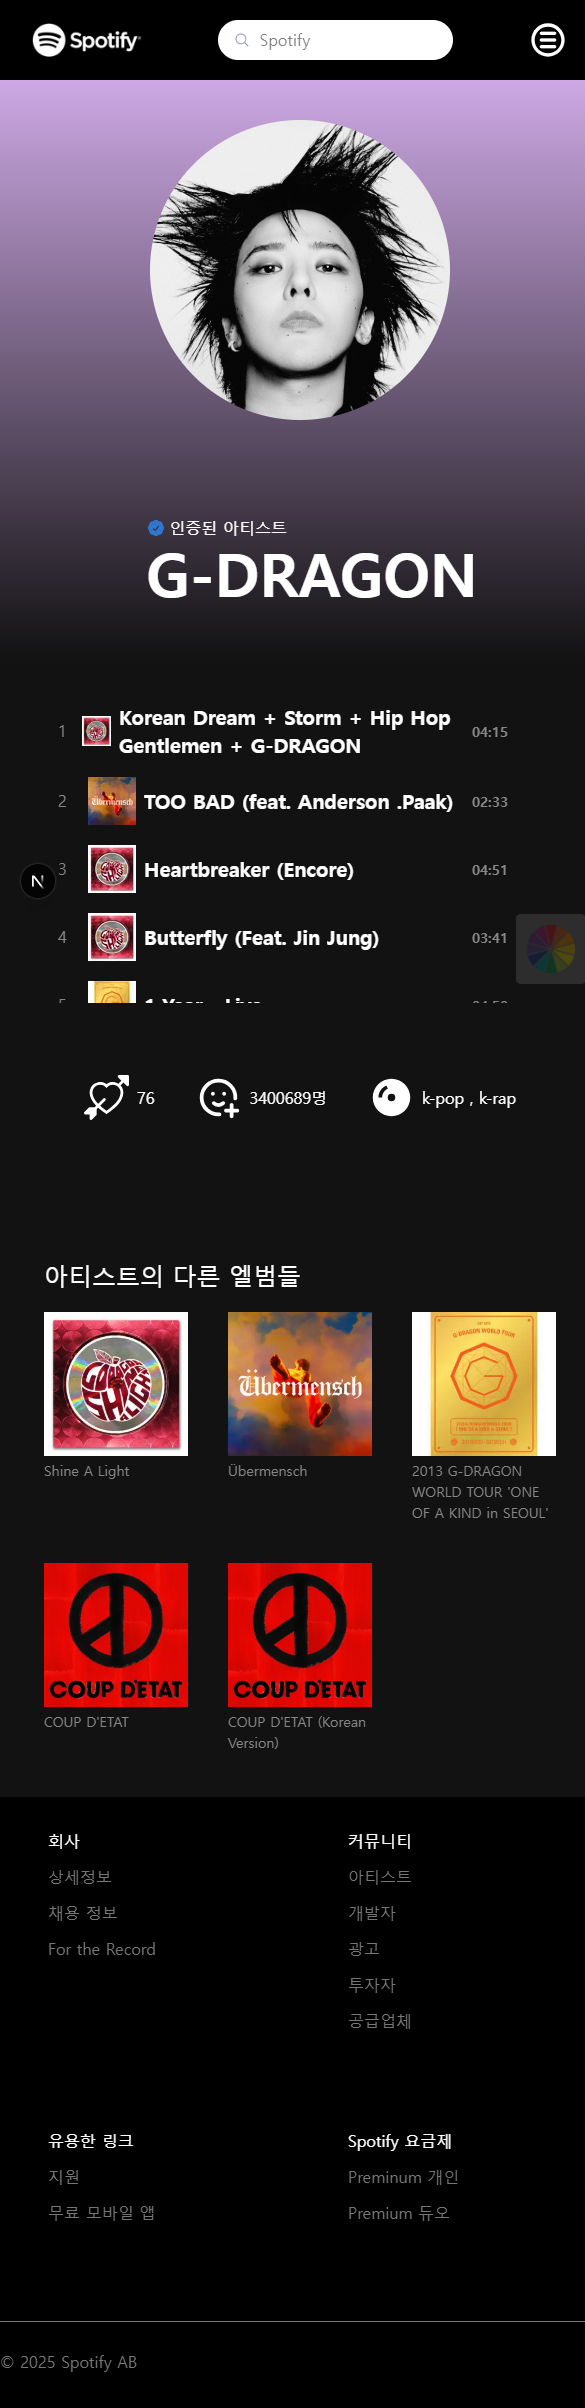 Spotify
Spotify
인증된 아티스트
G-DRAGON
1 Korean Dream + Storm + Hip Hop Gentlemen + G-DRAGON 04:15
2 Übermensch TOO BAD (feat. Anderson .Paak) 02:33
3 Heartbreaker (Encore) 04:51
N
4 Butterfly (Feat. Jin Jung) 03:41
76
3400689명
k-pop , k-rap
아티스트의 다른 엘범들
Übermensch
G-DRAGON WORLD TOUR
Shine A Light
Übermensch
2013 G-DRAGON
WORLD TOUR 'ONE
OF A KIND in SEOUL'
COUP D'ETAT
COUP D'ETAT
COUP D'ETAT
COUP D'ETAT (Korean
Version)
회사
상세정보
채용 정보
For the Record
커뮤니티
아티스트
개발자
광고
투자자
공급업체
유용한 링크
지원
무료 모바일 앱
Spotify 요금제
Preminum 개인
Premium 듀오
© 2025 Spotify AB